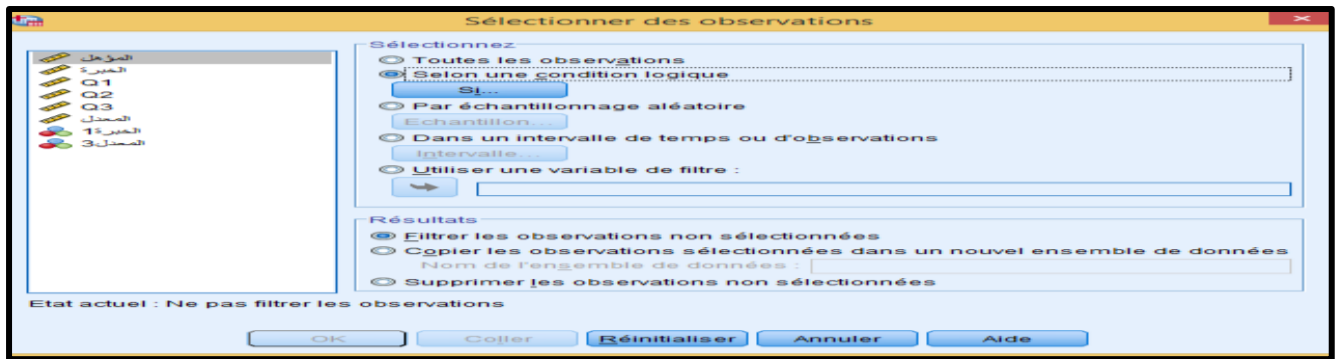 Sélectionner des observations
المؤهل
الخبرة
Q1
Q2
Q3
المعدل
الخبرة1
المعدل3
Sélectionnez
Toutes les observations
Selon une condition logique
Si...
Par échantillonnage aléatoire
Echantillon...
Dans un intervalle de temps ou d'observations
Intervalle...
Utiliser une variable de filtre :
Résultats
Filtrer les observations non sélectionnées
Copier les observations sélectionnées dans un nouvel ensemble de données
Nom de l'ensemble de données :
Supprimer les observations non sélectionnées
Etat actuel : Ne pas filtrer les observations
OK Coller Réinitialiser Annuler Aide